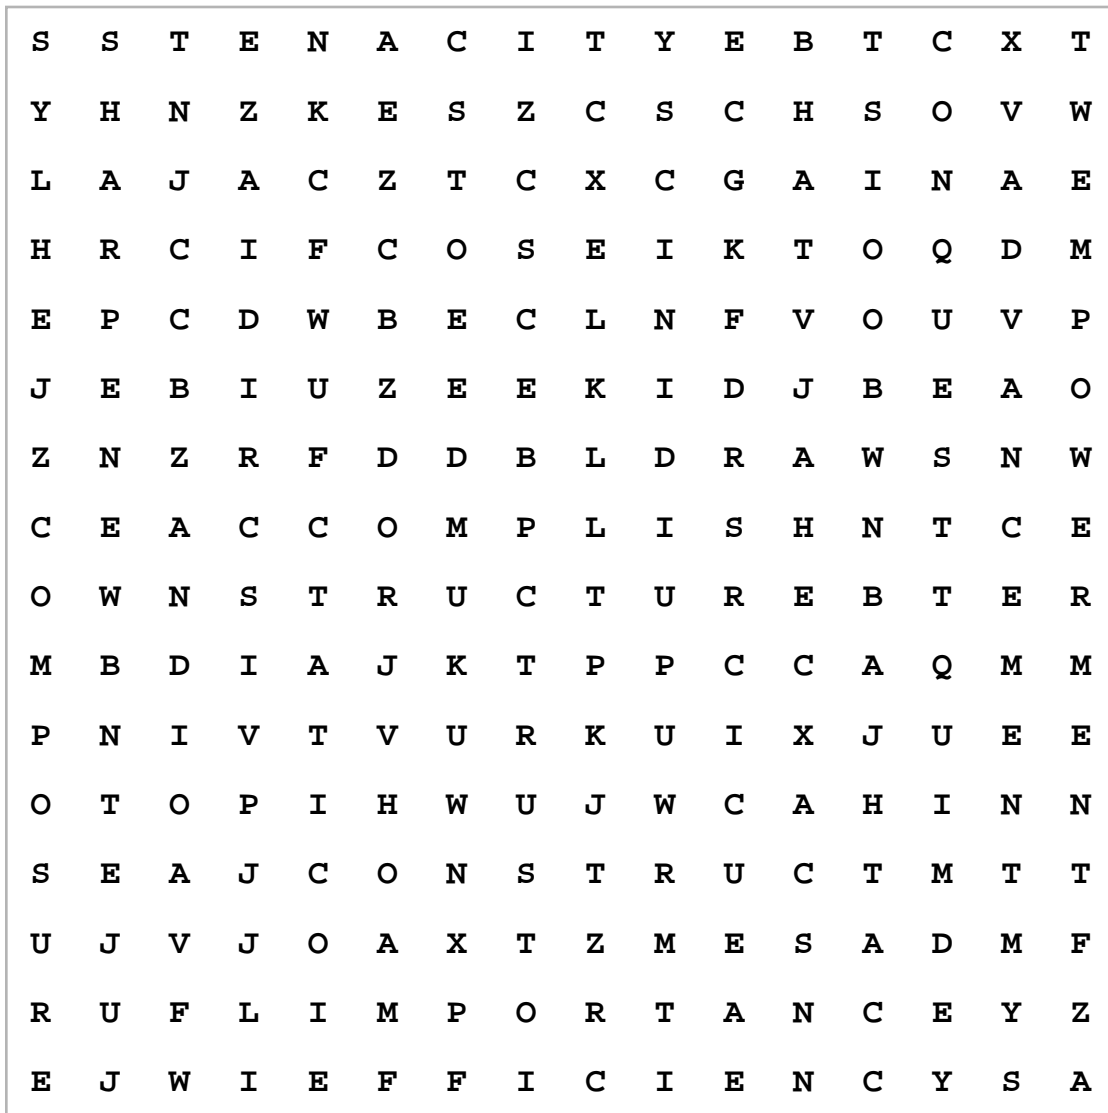 S S T E N A C I T Y E B T C X T
Y H N Z K E S Z C S C H S O V W
L A J A C Z T C X C G A I N A E
H R C I F C O S E I K T O Q D M
E P C D W B E C L N F V O U V P
J E B I U Z E E K I D J B E A O
Z N Z R F D D B L D R A W S N W
C E A C C O M P L I S H N T C E
O W N S T R U C T U R E B T E R
M B D I A J K T P P C C A Q M M
P N I V T V U R K U I X J U E E
O T O P I H W U J W C A H I N N
S E A J C O N S T R U C T M T T
U J V J O A X T Z M E S A D M F
R U F L I M P O R T A N C E Y Z
E J W I E F F I C I E N C Y S A